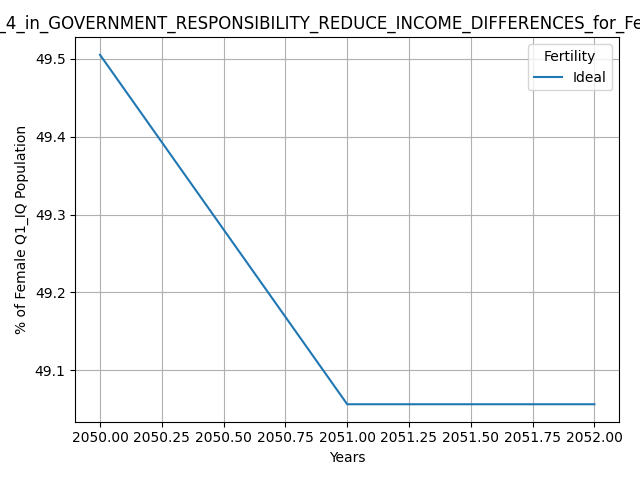 _4_in_GOVERNMENT_RESPONSIBILITY_REDUCE_INCOME_DIFFERENCES_for_Fe
Fertility
Ideal
49.5
49.4
49.3
49.2
49.1
% of Female Q1_IQ Population
2050.00 2050.25 2050.50 2050.75 2051.00 2051.25 2051.50 2051.75 2052.00
Years